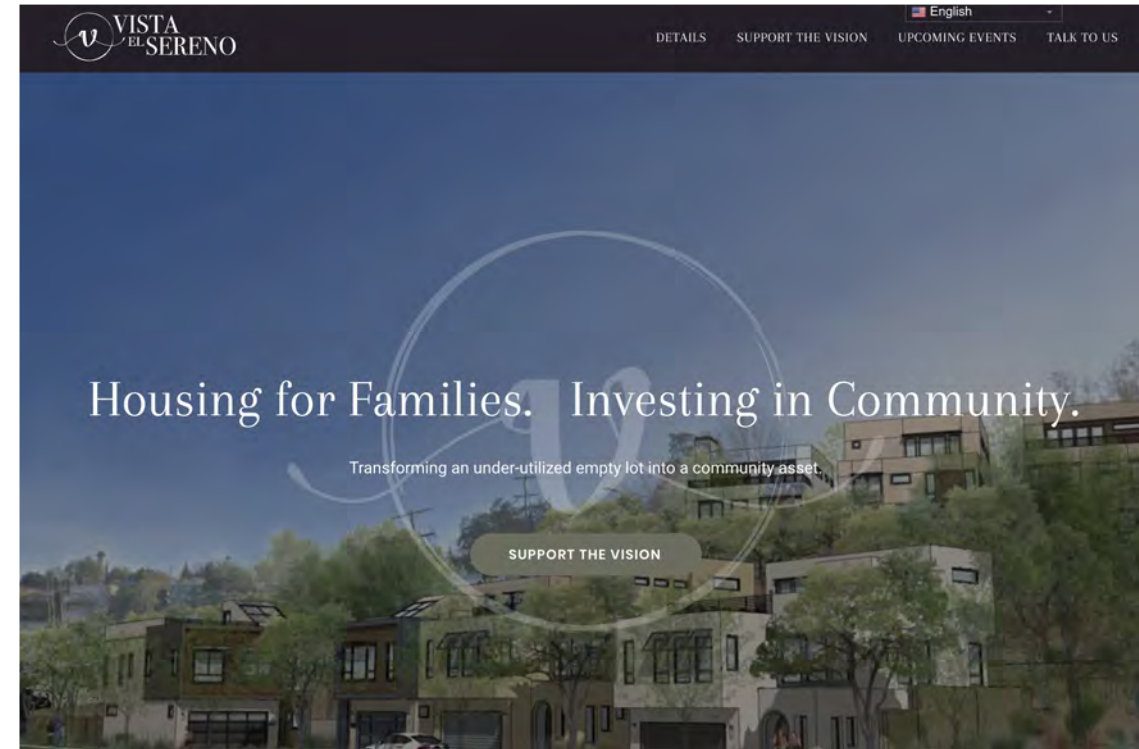 English
VISTA
EL SERENO
DETAILS SUPPORT THE VISION UPCOMING EVENTS TALK TO US
Housing for Families. Investing in Community.
Transforming an under-utilized empty lot into a community asset.
SUPPORT THE VISION